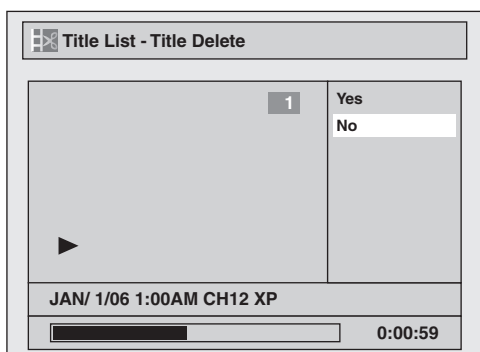 Title List - Title Delete
1
Yes
No
JAN/ 1/06 1:00AM CH12 XP
0:00:59